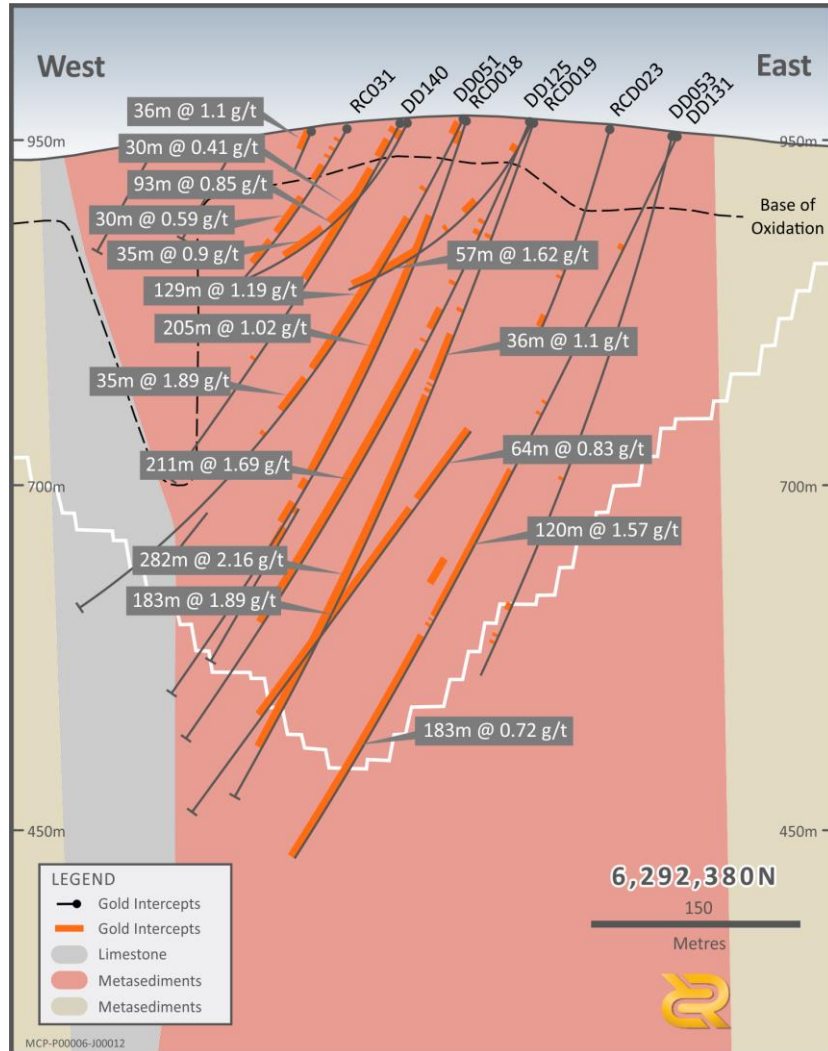 West
East
RC031
DD140
DD051
RCD018
DD125
RCD019
RCD023
DD053
DD131
950m
950m
36m @ 1.1 g/t
30m @ 0.41 g/t
93m @ 0.85 g/t
30m @ 0.59 g/t
35m @ 0.9 g/t
129m @ 1.19 g/t
205m @ 1.02 g/t
35m @ 1.89 g/t
211m @ 1.69 g/t
282m @ 2.16 g/t
183m @ 1.89 g/t
57m @ 1.62 g/t
36m @ 1.1 g/t
64m @ 0.83 g/t
120m @ 1.57 g/t
183m @ 0.72 g/t
Base of
Oxidation
700m
700m
450m
450m
LEGEND
Gold Intercepts
Gold Intercepts
Limestone
Metasediments
Metasediments
6,292,380N
150
Metres
MCP-P00006-J00012